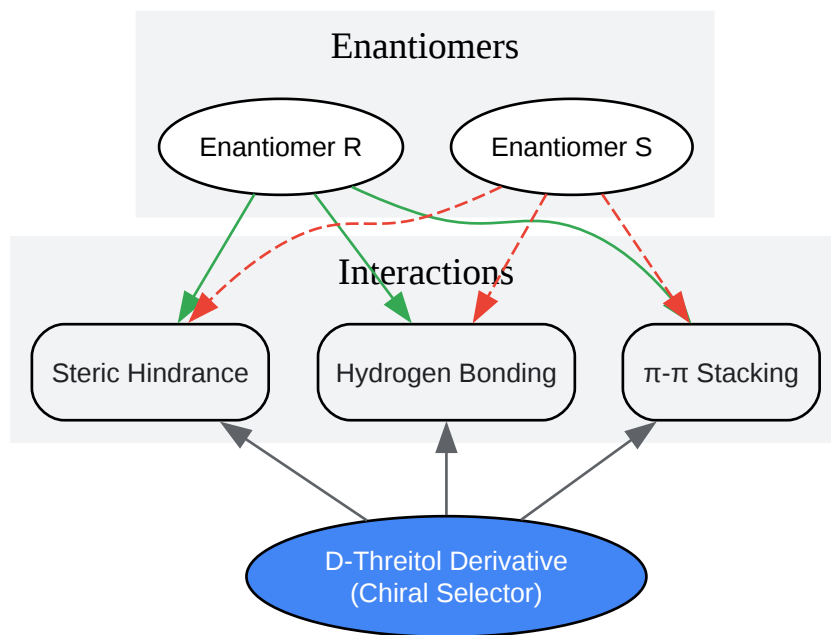 Enantiomers
Enantiomer R
Enantiomer S
Interactions
Steric Hindrance
Hydrogen Bonding
π-π Stacking
D-Threitol Derivative
(Chiral Selector)